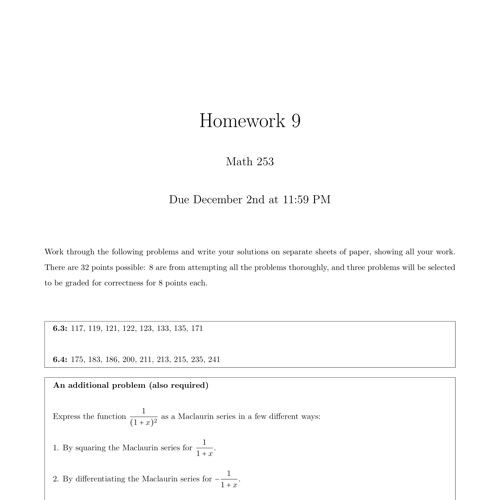 Homework 9
Math 253
Due December 2nd at 11:59 PM
Work through the following problems and write your solutions on separate sheets of paper, showing all your work.
There are 32 points possible: 8 are from attempting all the problems thoroughly, and three problems will be selected
to be graded for correctness for 8 points each.
6.3: 117, 119, 121, 122, 123, 133, 135, 171
6.4: 175, 183, 186, 200, 211, 213, 215, 235, 241
An additional problem (also required)
Express the function 1/(1 + x)² as a Maclaurin series in a few different ways:
1. By squaring the Maclaurin series for 1/(1 + x).
2. By differentiating the Maclaurin series for −1/(1 + x).